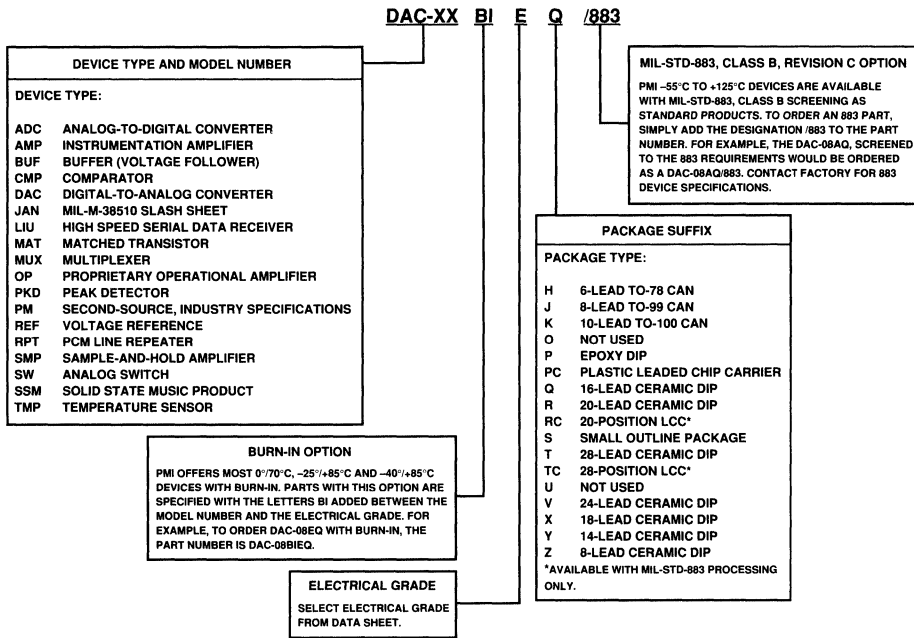 DAC-XX BI E Q /883
DEVICE TYPE AND MODEL NUMBER
DEVICE TYPE:
ADC ANALOG-TO-DIGITAL CONVERTER
AMP INSTRUMENTATION AMPLIFIER
BUF BUFFER (VOLTAGE FOLLOWER)
CMP COMPARATOR
DAC DIGITAL-TO-ANALOG CONVERTER
JAN MIL-M-38510 SLASH SHEET
LIU HIGH SPEED SERIAL DATA RECEIVER
MAT MATCHED TRANSISTOR
MUX MULTIPLEXER
OP PROPRIETARY OPERATIONAL AMPLIFIER
PKD PEAK DETECTOR
PM SECOND-SOURCE, INDUSTRY SPECIFICATIONS
REF VOLTAGE REFERENCE
RPT PCM LINE REPEATER
SMP SAMPLE-AND-HOLD AMPLIFIER
SW ANALOG SWITCH
SSM SOLID STATE MUSIC PRODUCT
TMP TEMPERATURE SENSOR
BURN-IN OPTION
PMI OFFERS MOST 0°/70°C, –25°/+85°C AND –40°/+85°C
DEVICES WITH BURN-IN. PARTS WITH THIS OPTION ARE
SPECIFIED WITH THE LETTERS BI ADDED BETWEEN THE
MODEL NUMBER AND THE ELECTRICAL GRADE. FOR
EXAMPLE, TO ORDER DAC-08EQ WITH BURN-IN, THE
PART NUMBER IS DAC-08BIEQ.
ELECTRICAL GRADE
SELECT ELECTRICAL GRADE
FROM DATA SHEET.
MIL-STD-883, CLASS B, REVISION C OPTION
PMI –55°C TO +125°C DEVICES ARE AVAILABLE
WITH MIL-STD-883, CLASS B SCREENING AS
STANDARD PRODUCTS. TO ORDER AN 883 PART,
SIMPLY ADD THE DESIGNATION /883 TO THE PART
NUMBER. FOR EXAMPLE, THE DAC-08AQ, SCREENED
TO THE 883 REQUIREMENTS WOULD BE ORDERED
AS A DAC-08AQ/883. CONTACT FACTORY FOR 883
DEVICE SPECIFICATIONS.
PACKAGE SUFFIX
PACKAGE TYPE:
H 6-LEAD TO-78 CAN
J 8-LEAD TO-99 CAN
K 10-LEAD TO-100 CAN
O NOT USED
P EPOXY DIP
PC PLASTIC LEADED CHIP CARRIER
Q 16-LEAD CERAMIC DIP
R 20-LEAD CERAMIC DIP
RC 20-POSITION LCC*
S SMALL OUTLINE PACKAGE
T 28-LEAD CERAMIC DIP
TC 28-POSITION LCC*
U NOT USED
V 24-LEAD CERAMIC DIP
X 18-LEAD CERAMIC DIP
Y 14-LEAD CERAMIC DIP
Z 8-LEAD CERAMIC DIP
*AVAILABLE WITH MIL-STD-883 PROCESSING
ONLY.